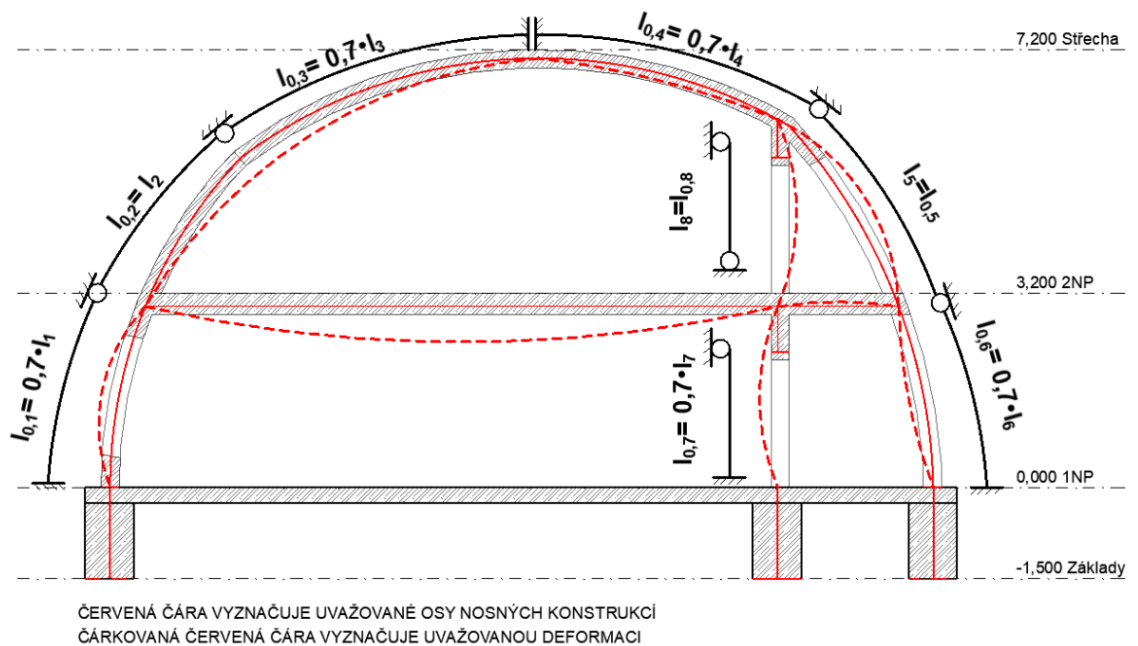 l0,4= 0,7•l4
7,200 Střecha
l0,3= 0,7•l3
l0,2= l2
l8=l0,8
l5=l0,5
3,200 2NP
l0,1= 0,7•l1
l0,7= 0,7•l7
l0,6= 0,7•l6
0,000 1NP
-1,500 Základy
ČERVENÁ ČÁRA VYZNAČUJE UVAŽOVANÉ OSY NOSNÝCH KONSTRUKCÍ
ČÁRKOVANÁ ČERVENÁ ČÁRA VYZNAČUJE UVAŽOVANOU DEFORMACI